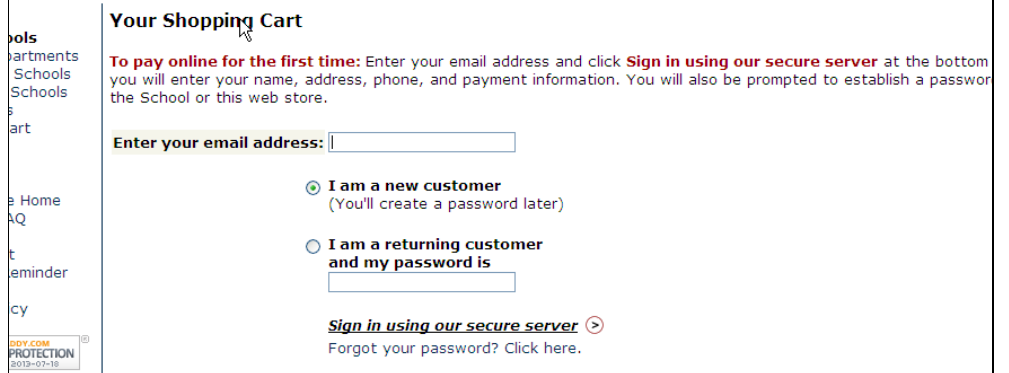 Your Shopping Cart
To pay online for the first time: Enter your email address and click Sign in using our secure server at the bottom
you will enter your name, address, phone, and payment information. You will also be prompted to establish a passwor
the School or this web store.
Enter your email address:
I am a new customer
(You'll create a password later)
I am a returning customer
and my password is
Sign in using our secure server
Forgot your password? Click here.
ools
partments
Schools
Schools
s
art
e Home
AQ
t
eminder
cy
DDY.COM
PROTECTION
2013-07-18